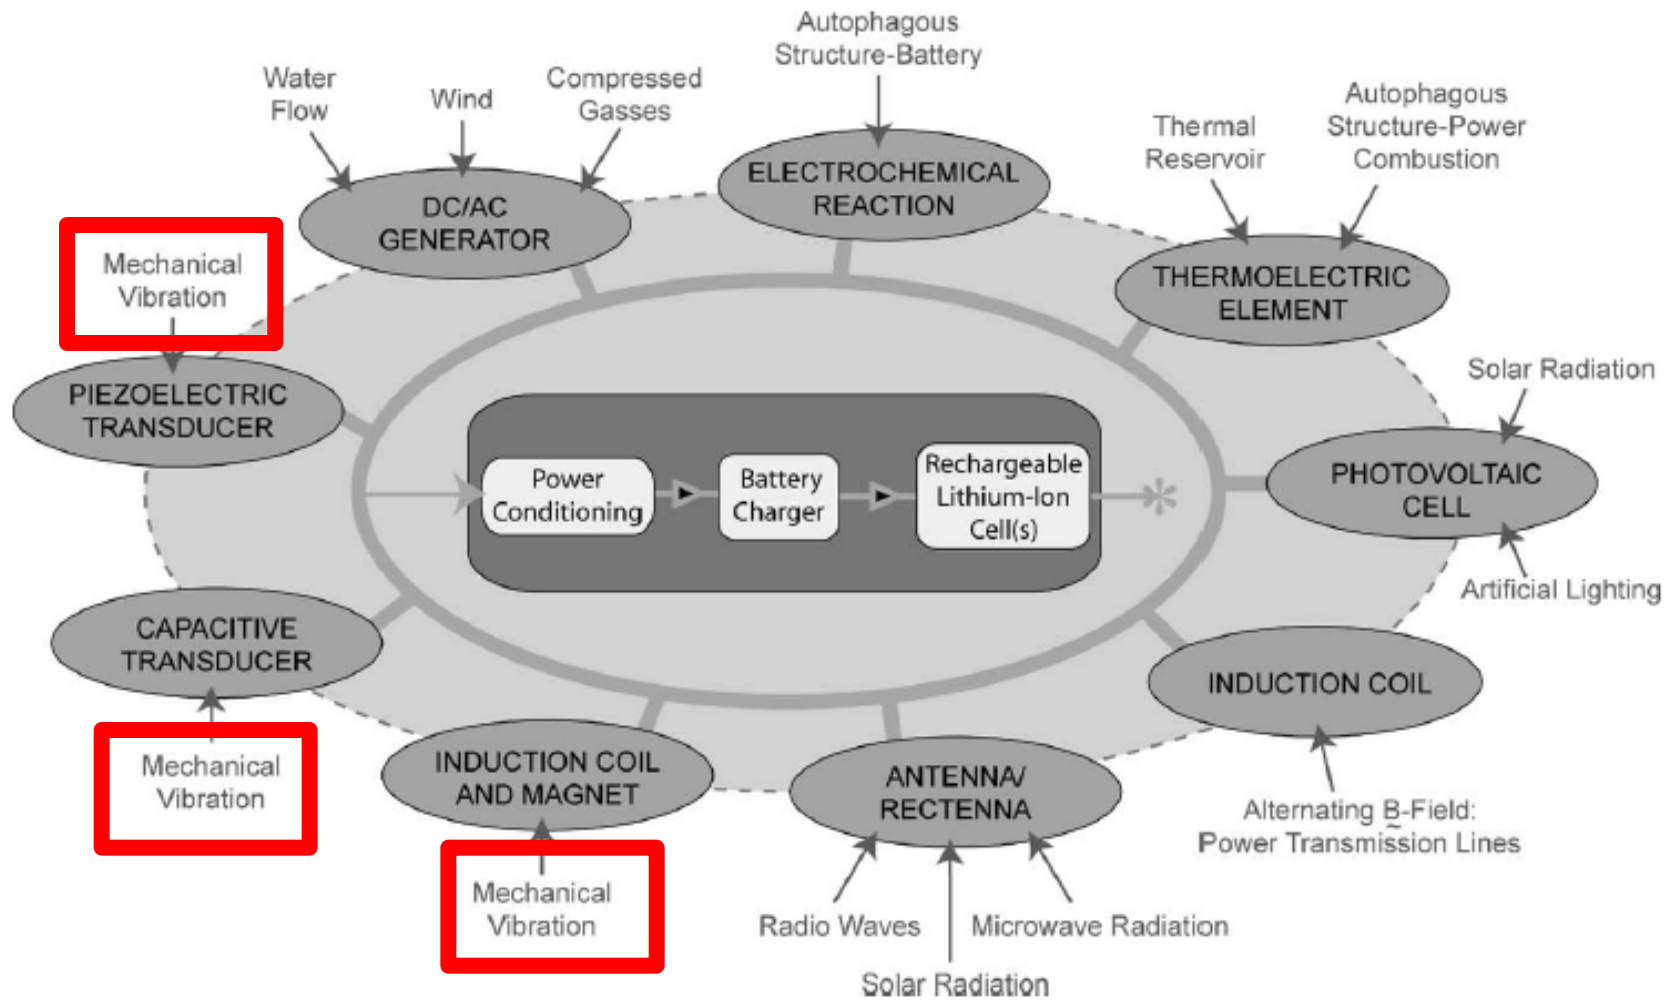 Autophagous
Structure-Battery
Water
Flow
Wind
Compressed
Gasses
Autophagous
Structure-Power
Combustion
Thermal
Reservoir
ELECTROCHEMICAL
REACTION
DC/AC
GENERATOR
Mechanical
Vibration
THERMOELECTRIC
ELEMENT
Solar Radiation
PIEZOELECTRIC
TRANSDUCER
Power
Conditioning
Battery
Charger
Rechargeable
Lithium-Ion
Cell(s)
*
PHOTOVOLTAIC
CELL
Artificial Lighting
CAPACITIVE
TRANSDUCER
INDUCTION COIL
Mechanical
Vibration
INDUCTION COIL
AND MAGNET
ANTENNA/
RECTENNA
Alternating B-Field:
Power Transmission Lines
Mechanical
Vibration
Radio Waves
Microwave Radiation
Solar Radiation